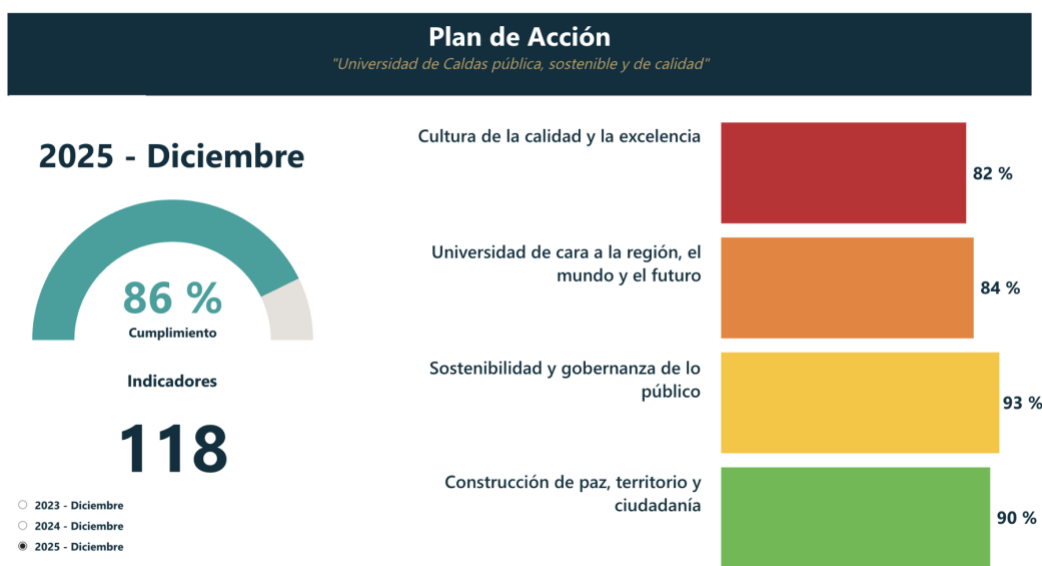 Plan de Acción
"Universidad de Caldas pública, sostenible y de calidad"
2025 - Diciembre
86 %
Cumplimiento
Indicadores
118
2023 - Diciembre
2024 - Diciembre
2025 - Diciembre
Cultura de la calidad y la excelencia
82 %
Universidad de cara a la región, el
mundo y el futuro
84 %
Sostenibilidad y gobernanza de lo
público
93 %
Construcción de paz, territorio y
ciudadanía
90 %